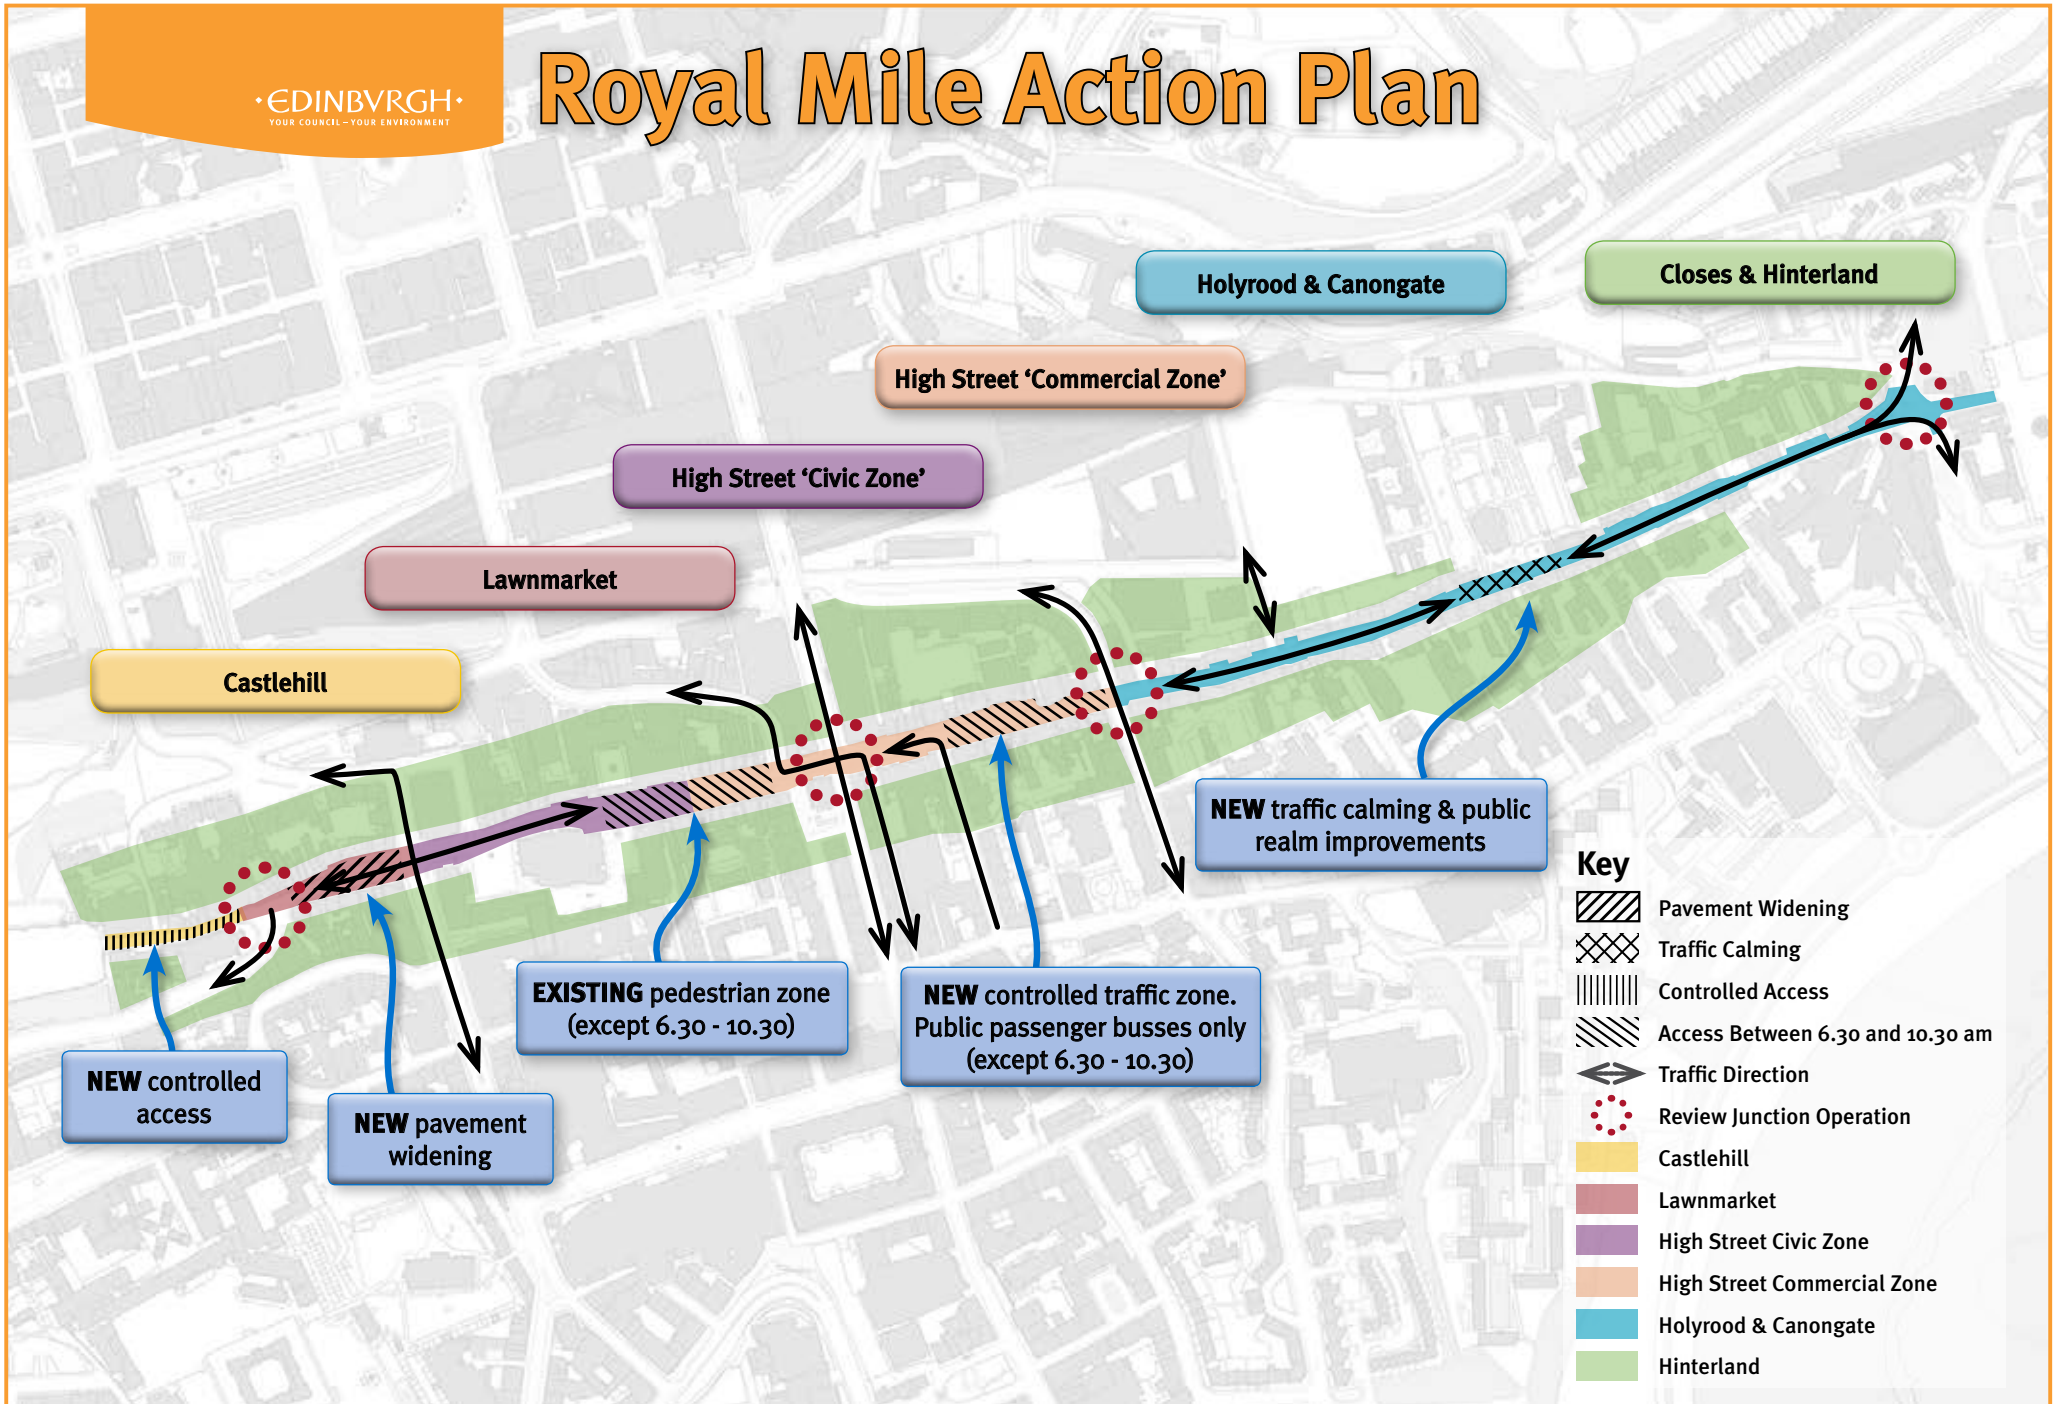 ·EDINBVRGH·
YOUR COUNCIL – YOUR ENVIRONMENT
Royal Mile Action Plan
Closes & Hinterland
Holyrood & Canongate
High Street ‘Commercial Zone’
High Street ‘Civic Zone’
Lawnmarket
Castlehill
NEW traffic calming & public
realm improvements
EXISTING pedestrian zone
(except 6.30 - 10.30)
NEW controlled traffic zone.
Public passenger busses only
(except 6.30 - 10.30)
NEW controlled
access
NEW pavement
widening
Key
Pavement Widening
Traffic Calming
Controlled Access
Access Between 6.30 and 10.30 am
Traffic Direction
Review Junction Operation
Castlehill
Lawnmarket
High Street Civic Zone
High Street Commercial Zone
Holyrood & Canongate
Hinterland